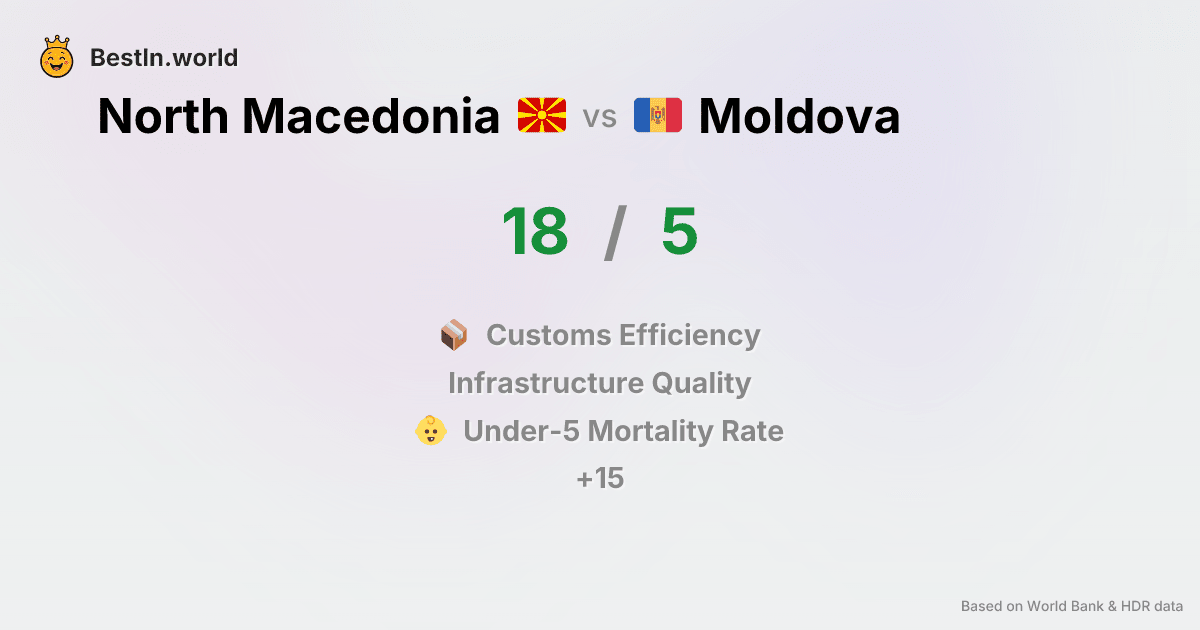 BestIn.world
North Macedonia vs Moldova
18 / 5
Customs Efficiency
Infrastructure Quality
Under-5 Mortality Rate
+15
Based on World Bank & HDR data